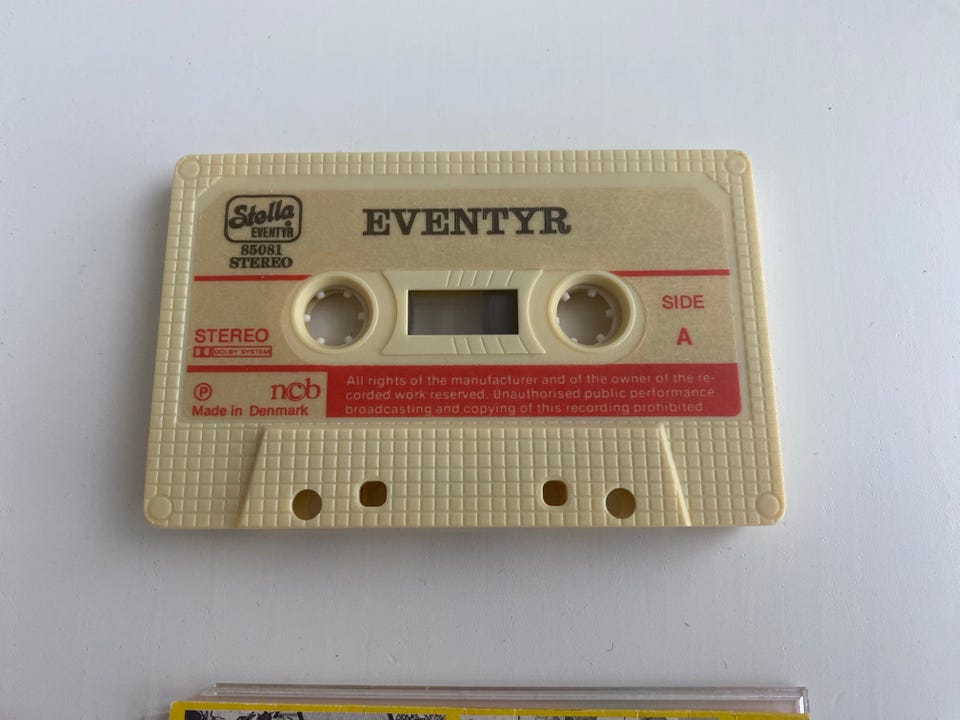 Stella
EVENTYR
85081
STEREO
EVENTYR
STEREO
DOLBY SYSTEM
SIDE
A
℗
ncb
Made in Denmark
All rights of the manufacturer and of the owner of the re-
corded work reserved. Unauthorised public performance
broadcasting and copying of this recording prohibited